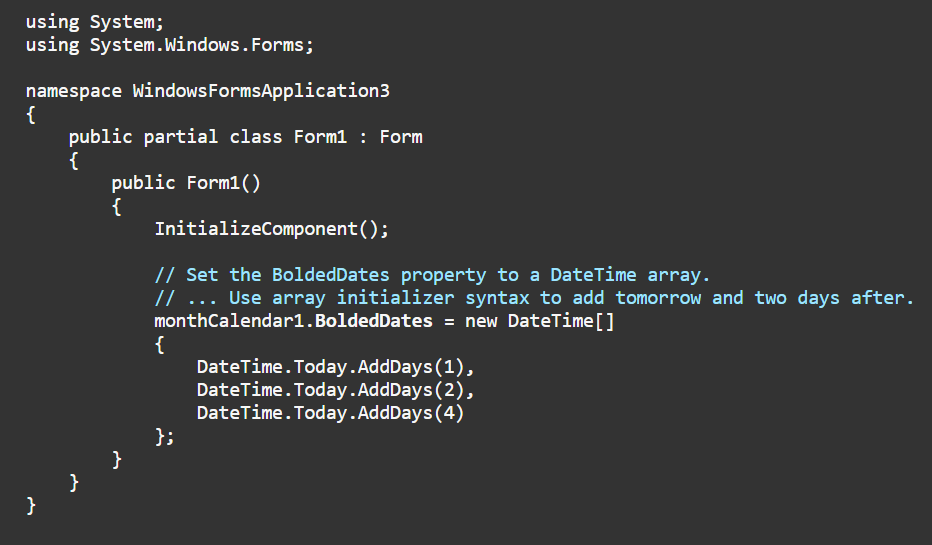 using System;
using System.Windows.Forms;

namespace WindowsFormsApplication3
{
    public partial class Form1 : Form
    {
        public Form1()
        {
            InitializeComponent();

            // Set the BoldedDates property to a DateTime array.
            // ... Use array initializer syntax to add tomorrow and two days after.
            monthCalendar1.BoldedDates = new DateTime[]
            {
                DateTime.Today.AddDays(1),
                DateTime.Today.AddDays(2),
                DateTime.Today.AddDays(4)
            };
        }
    }
}